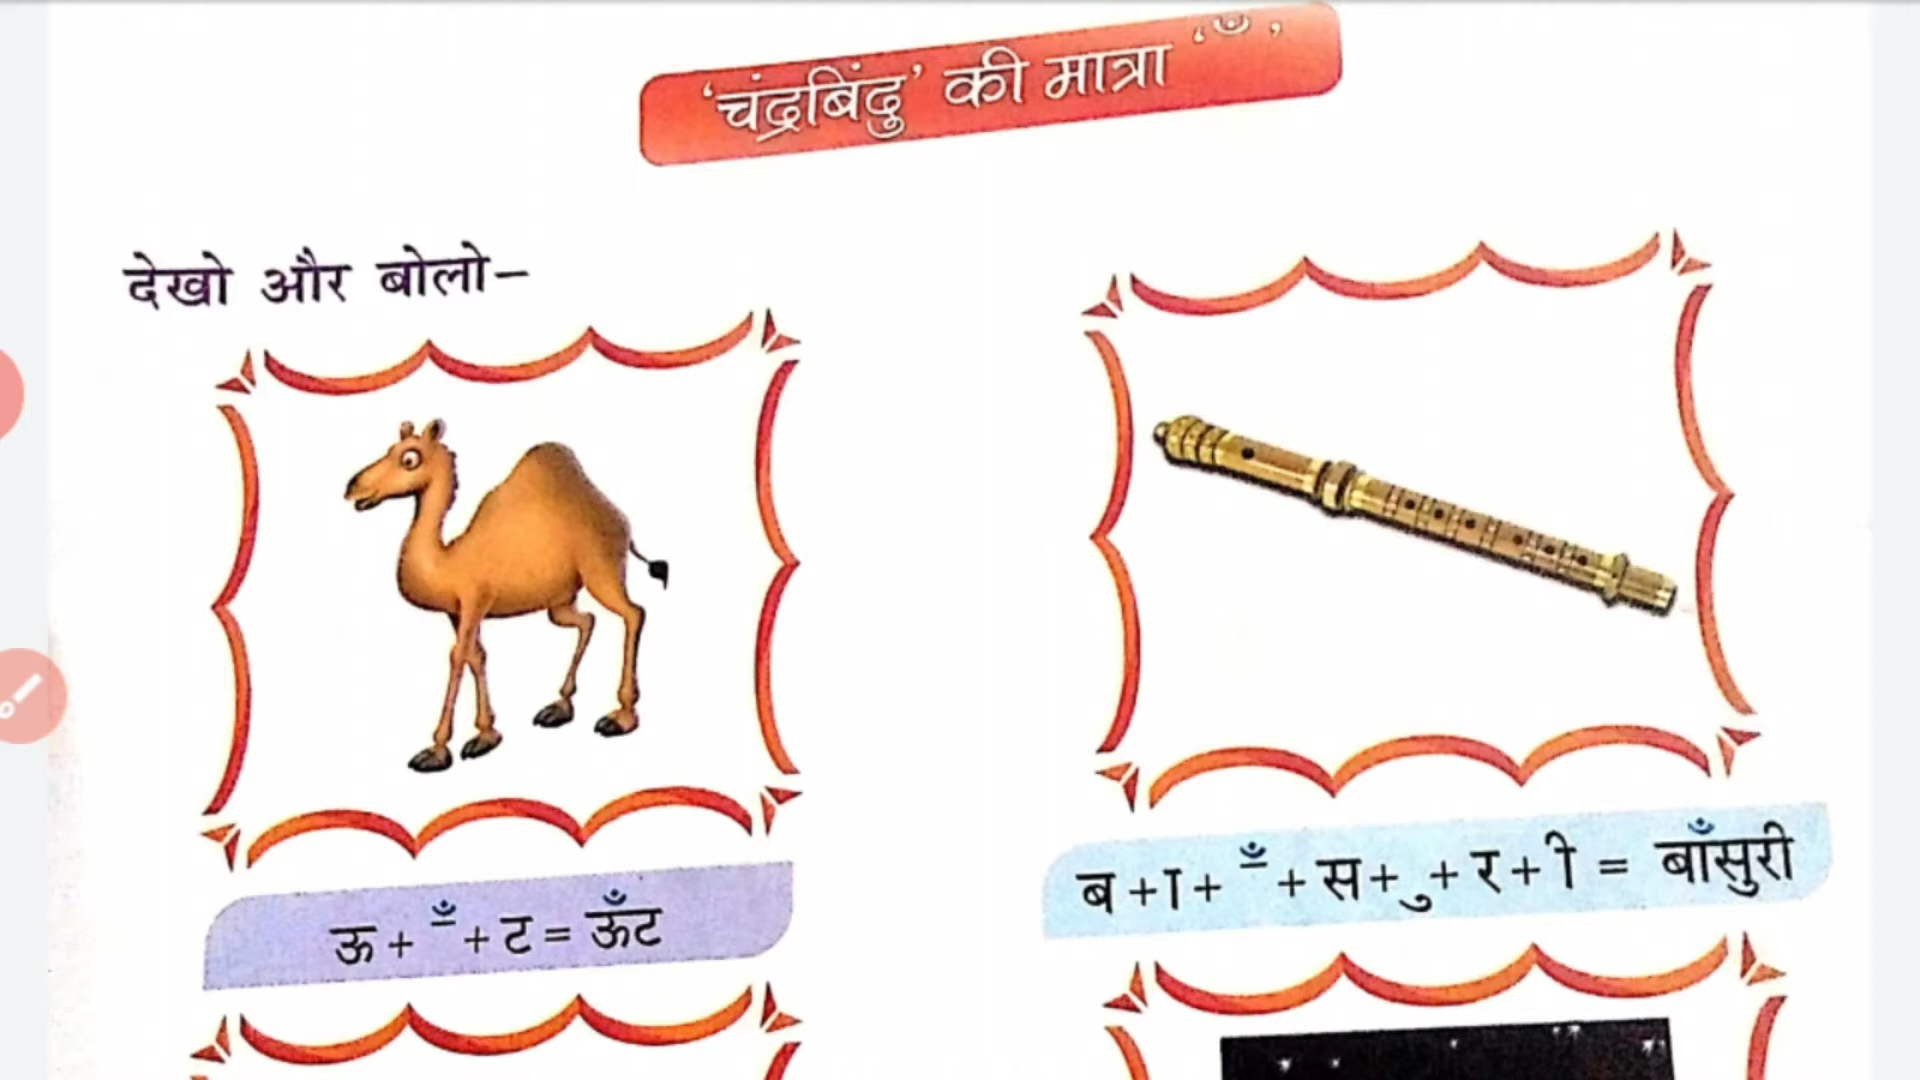 ‘चंद्रबिंदु’ की मात्रा ‘ँ’
देखो और बोलो–
ऊ + ँ + ट = ऊँट
ब + ा + ँ + स + ु + र + ी = बाँसुरी